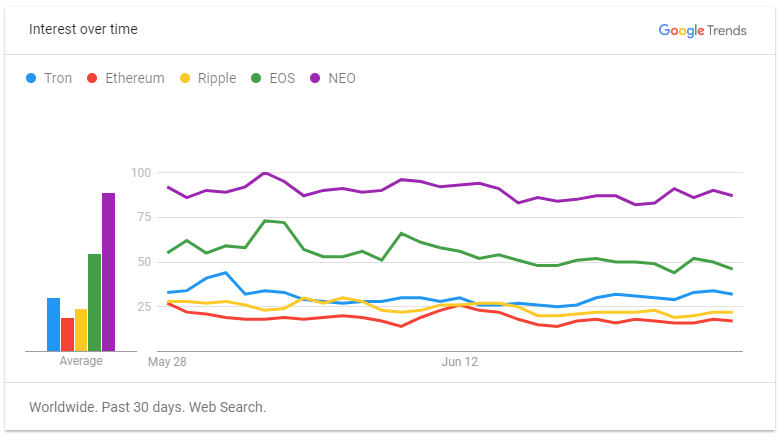 Interest over time
Google Trends
Tron Ethereum Ripple EOS NEO
100
75
50
25
Average
May 28 Jun 12
Worldwide. Past 30 days. Web Search.